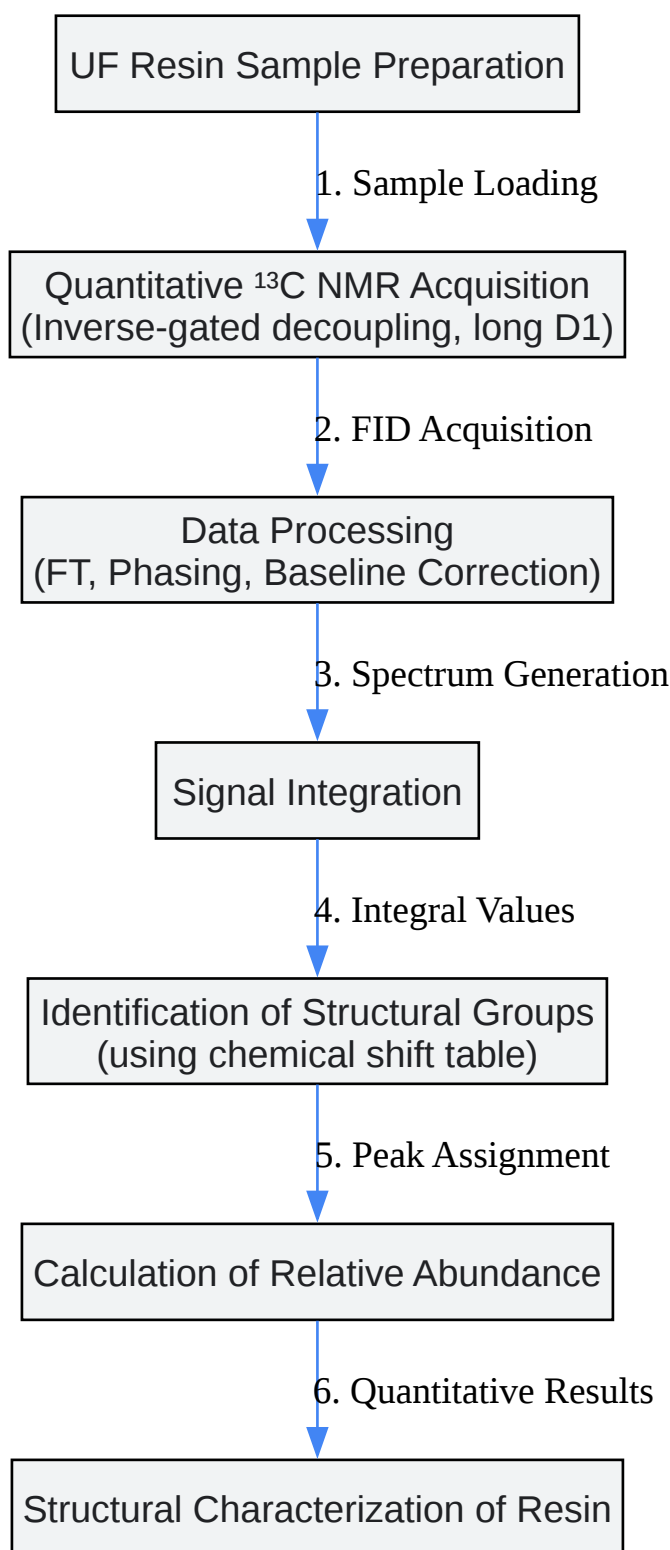 UF Resin Sample Preparation
1. Sample Loading
Quantitative ¹³C NMR Acquisition
(Inverse-gated decoupling, long D1)
2. FID Acquisition
Data Processing
(FT, Phasing, Baseline Correction)
3. Spectrum Generation
Signal Integration
4. Integral Values
Identification of Structural Groups
(using chemical shift table)
5. Peak Assignment
Calculation of Relative Abundance
6. Quantitative Results
Structural Characterization of Resin